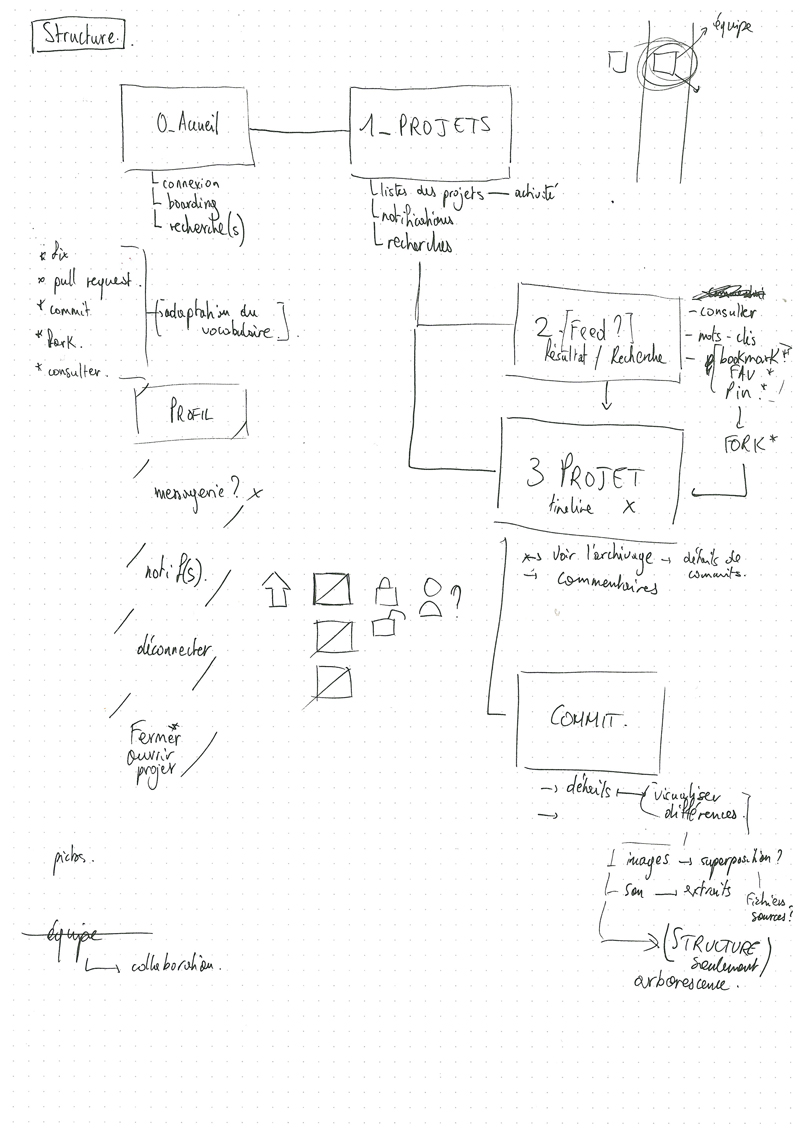 Structure.
équipe
0_Accueil
1_PROJETS
connexion
boarding
recherche(s)
listes des projets — activité
notifications
recherches
* fix
* pull request.
* commit
* Fork.
* consulter.
[adaptation du
vocabulaire]
2_[Feed?]
Résultat / Recherche
- consulter
- mots-clés
- bookmark*
FAV *
Pin *
FORK*
PROFIL
messagerie? x
notif(s).
déconnecter
Fermer*
ouvrir
projet
?
3 PROJET
timeline x
*→ voir l'archivage → détails de
commits.
→ commentaires
COMMIT.
→ détails → [visualiser
différences.]
→
images → superposition?
son → extraits
Fichiers
sources?
(STRUCTURE
seulement)
arborescence.
pictos.
équipe
→ collaboration.